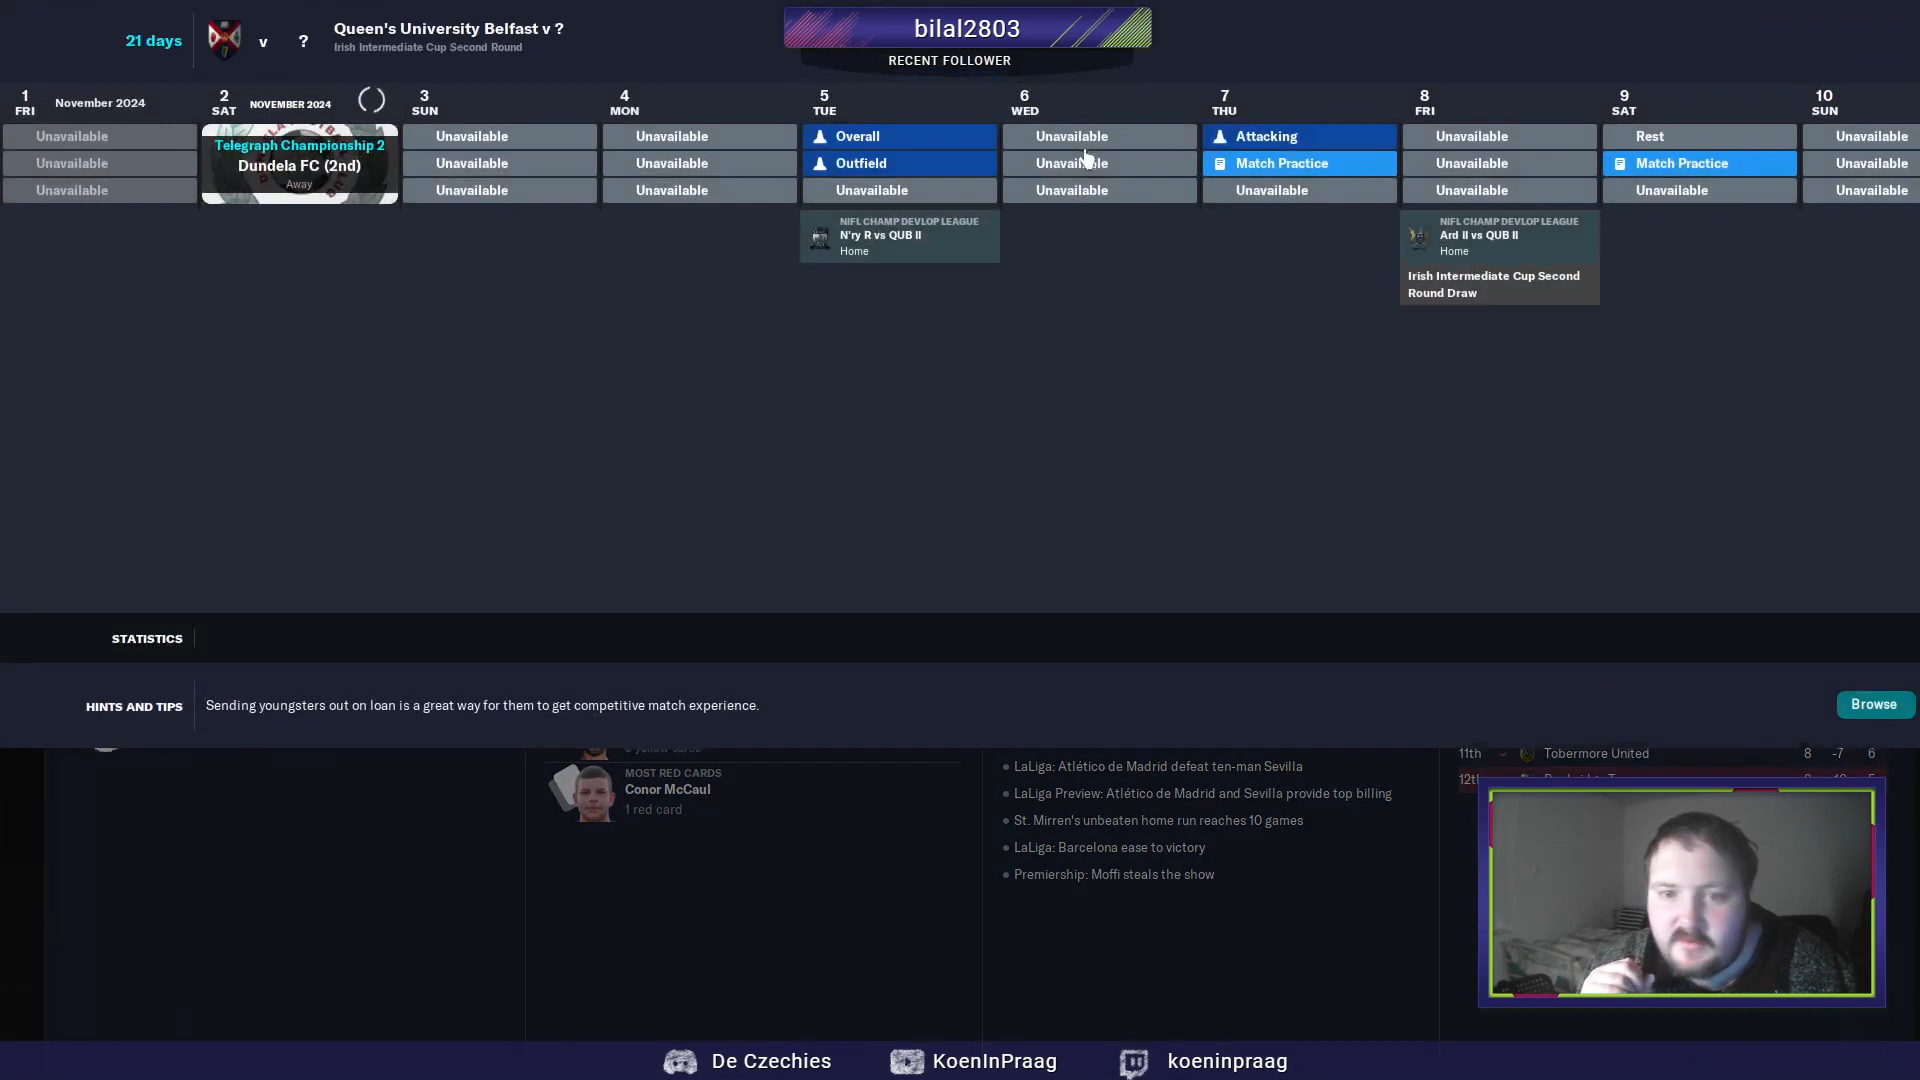 21 days
v
?
Queen's University Belfast v ?
Irish Intermediate Cup Second Round
bilal2803
RECENT FOLLOWER
1
FRI
November 2024
2
SAT
NOVEMBER 2024
3
SUN
4
MON
5
TUE
6
WED
7
THU
8
FRI
9
SAT
10
SUN
Unavailable
Unavailable
Unavailable
Telegraph Championship 2
Dundela FC (2nd)
Away
Unavailable
Unavailable
Unavailable
Unavailable
Unavailable
Unavailable
Overall
Outfield
Unavailable
NIFL CHAMP DEVLOP LEAGUE
N'ry R vs QUB II
Home
Unavailable
Unavailable
Unavailable
Attacking
Match Practice
Unavailable
Unavailable
Unavailable
Unavailable
NIFL CHAMP DEVLOP LEAGUE
Ard II vs QUB II
Home
Irish Intermediate Cup Second
Round Draw
Rest
Match Practice
Unavailable
Unavailable
Unavailable
Unavailable
STATISTICS
HINTS AND TIPS
Sending youngsters out on loan is a great way for them to get competitive match experience.
Browse
MOST RED CARDS
Conor McCaul
1 red card
LaLiga: Atlético de Madrid defeat ten-man Sevilla
LaLiga Preview: Atlético de Madrid and Sevilla provide top billing
St. Mirren's unbeaten home run reaches 10 games
LaLiga: Barcelona ease to victory
Premiership: Moffi steals the show
11th Tobermore United 8 -7 6
De Czechies
KoenInPraag
koeninpraag